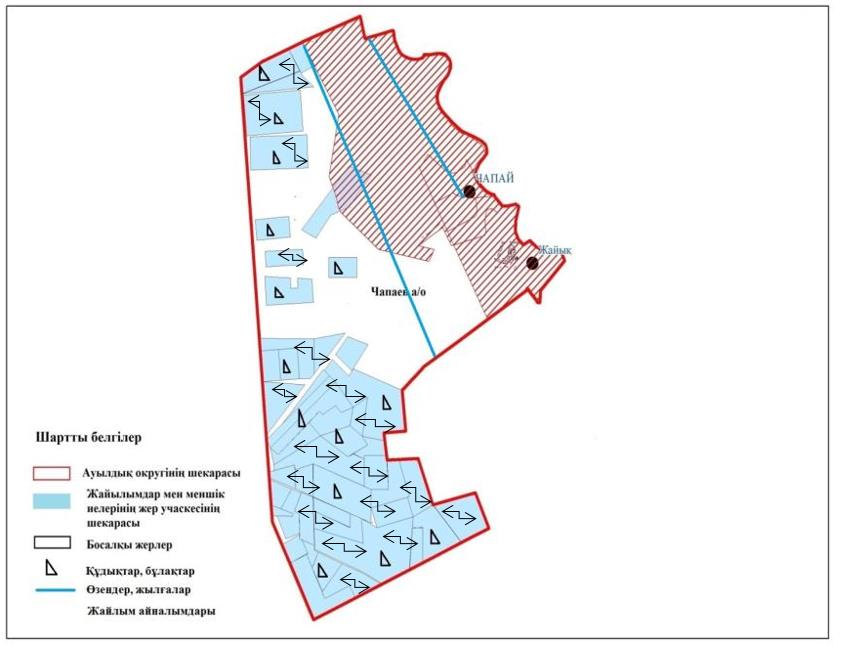 ЧАПАЙ
Жайық
Чапаев а/о
Шартты белгілер
Ауылдық округінің шекарасы
Жайылымдар мен меншік
иелерінің жер учаскесінің
шекарасы
Босалқы жерлер
Құдықтар, бұлақтар
Өзендер, жылғалар
Жайлым айналымдары